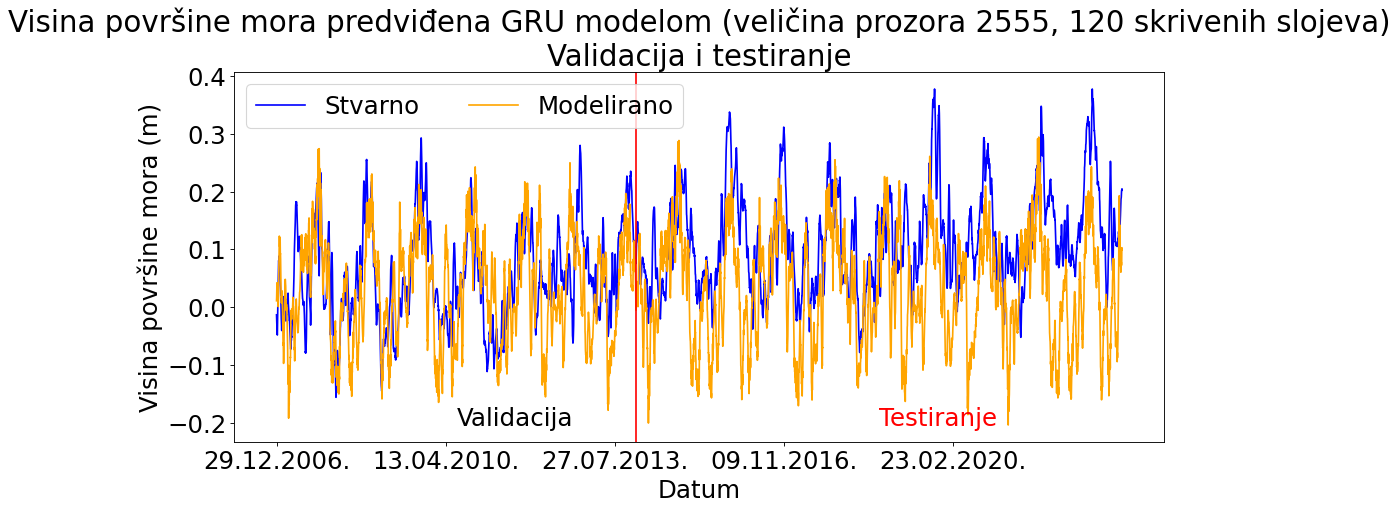 Visina površine mora predviđena GRU modelom (veličina prozora 2555, 120 skrivenih slojeva)
Validacija i testiranje
Stvarno
Modelirano
Visina površine mora (m)
0.4
0.3
0.2
0.1
0.0
−0.1
−0.2
Validacija
Testiranje
29.12.2006.
13.04.2010.
27.07.2013.
09.11.2016.
23.02.2020.
Datum